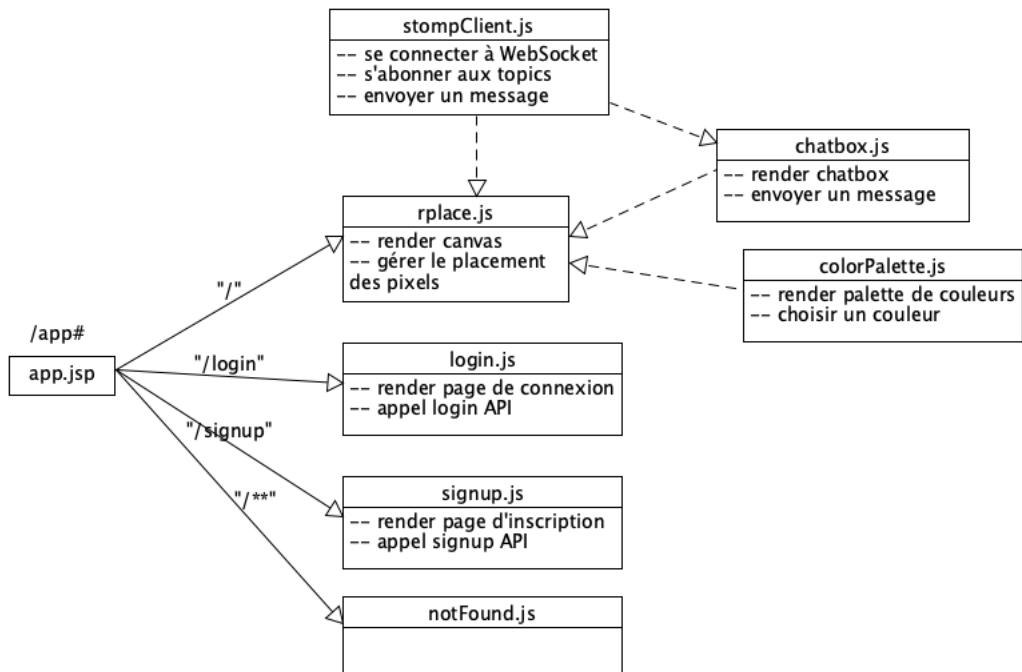 stompClient.js
-- se connecter à WebSocket
-- s'abonner aux topics
-- envoyer un message
chatbox.js
-- render chatbox
-- envoyer un message
rplace.js
-- render canvas
-- gérer le placement
des pixels
colorPalette.js
-- render palette de couleurs
-- choisir un couleur
"/"
/app#
app.jsp
"/login"
login.js
-- render page de connexion
-- appel login API
"/signup"
signup.js
-- render page d'inscription
-- appel signup API
"/**"
notFound.js